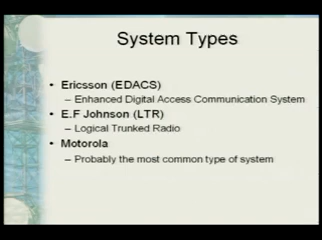 System Types
• Ericsson (EDACS)
– Enhanced Digital Access Communication System
• E.F Johnson (LTR)
– Logical Trunked Radio
• Motorola
– Probably the most common type of system